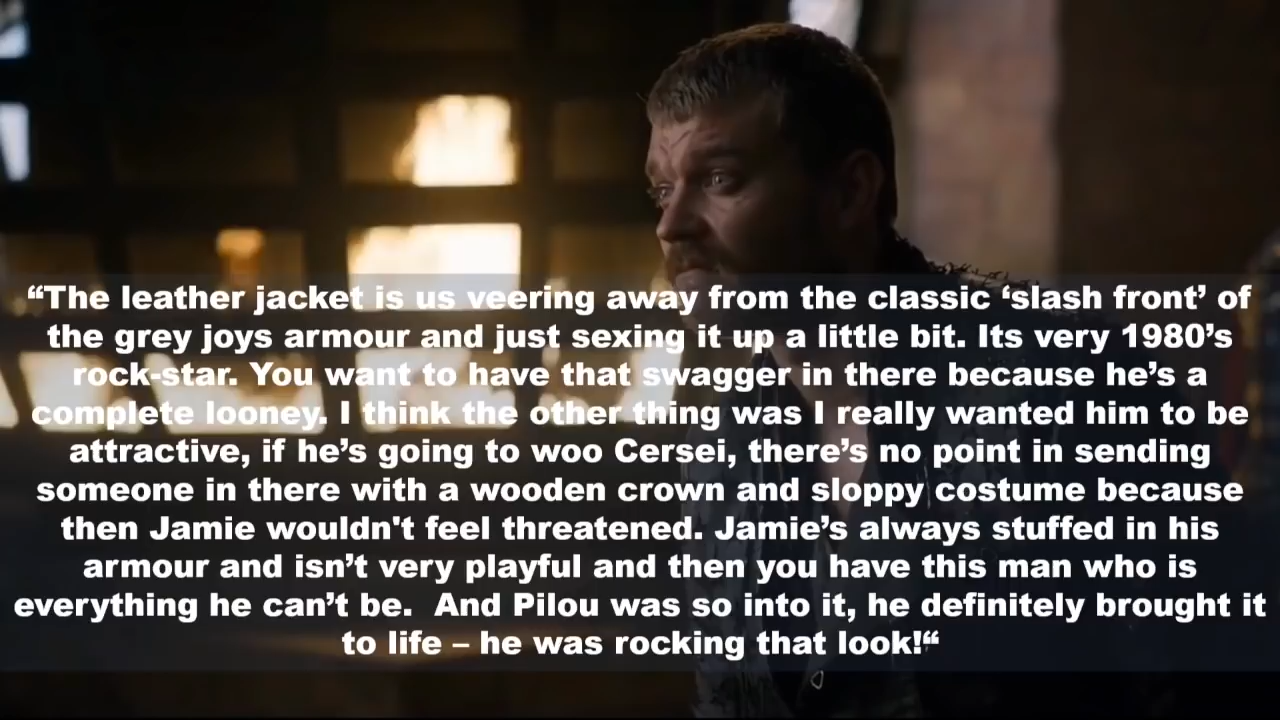 “The leather jacket is us veering away from the classic ‘slash front’ of
the grey joys armour and just sexing it up a little bit. Its very 1980’s
rock-star. You want to have that swagger in there because he’s a
complete looney. I think the other thing was I really wanted him to be
attractive, if he’s going to woo Cersei, there’s no point in sending
someone in there with a wooden crown and sloppy costume because
then Jamie wouldn't feel threatened. Jamie’s always stuffed in his
armour and isn’t very playful and then you have this man who is
everything he can’t be.  And Pilou was so into it, he definitely brought it
to life – he was rocking that look!“